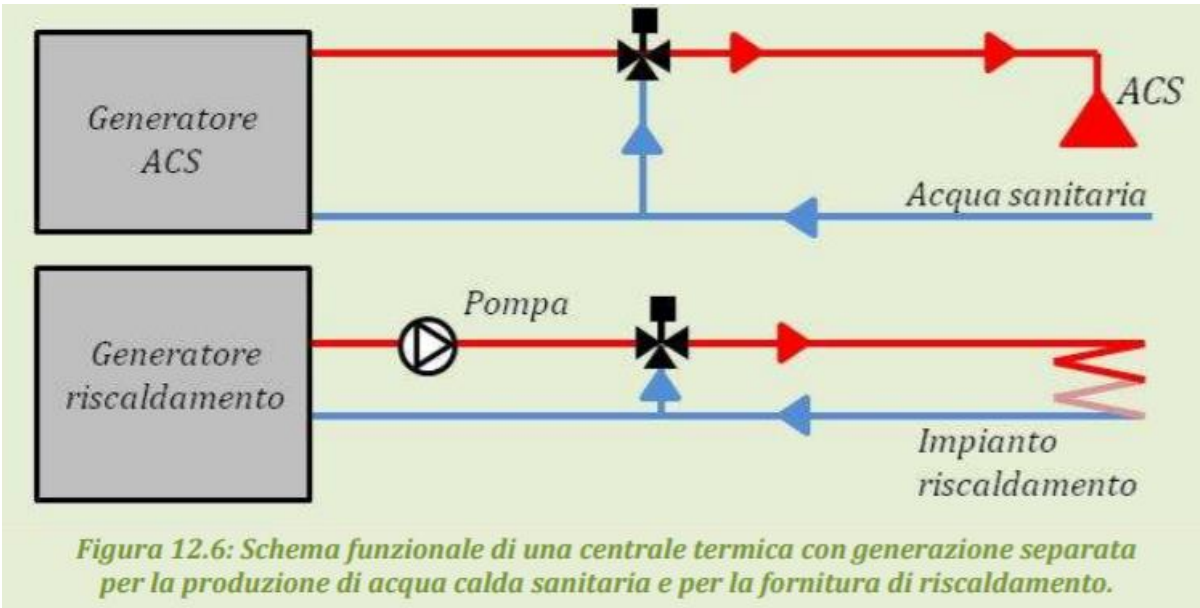 Generatore
ACS
ACS
Acqua sanitaria
Pompa
Generatore
riscaldamento
Impianto
riscaldamento
Figura 12.6: Schema funzionale di una centrale termica con generazione separata
per la produzione di acqua calda sanitaria e per la fornitura di riscaldamento.